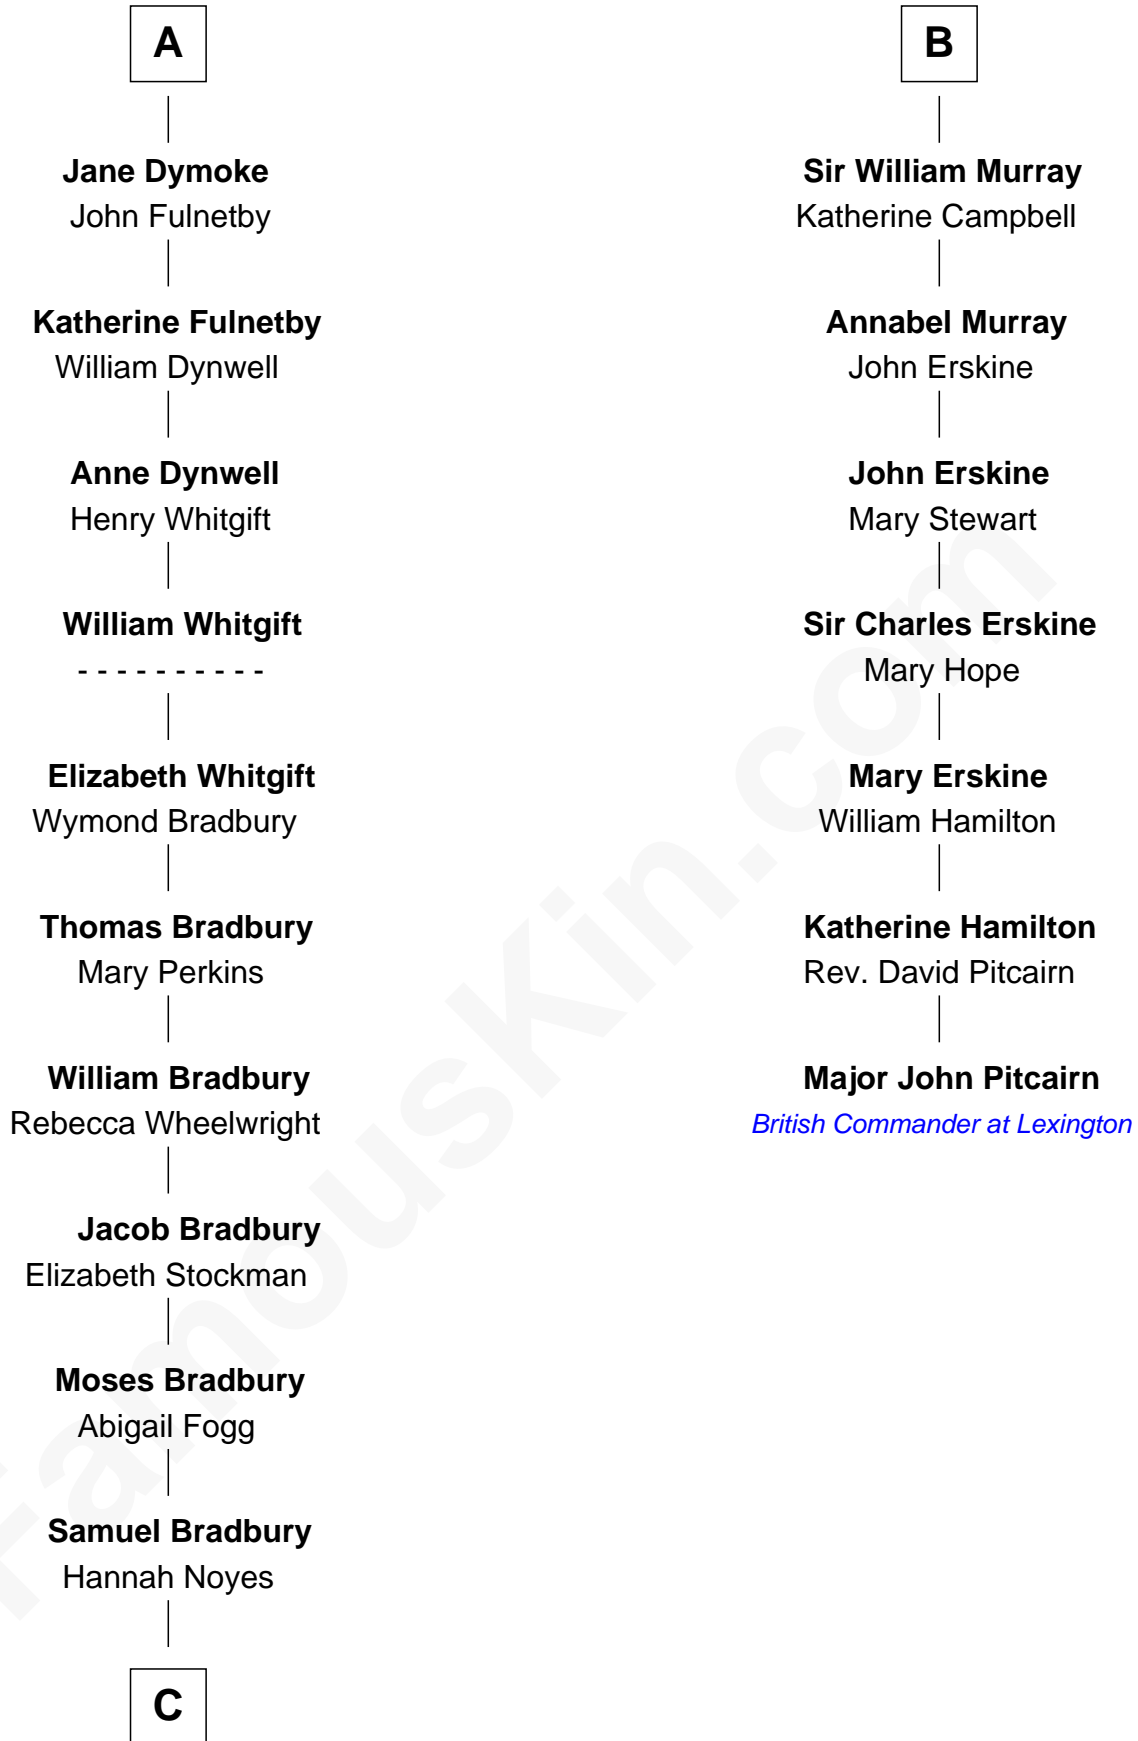 A
Jane Dymoke
John Fulnetby
Katherine Fulnetby
William Dynwell
Anne Dynwell
Henry Whitgift
William Whitgift
- - - - - - - - - -
Elizabeth Whitgift
Wymond Bradbury
Thomas Bradbury
Mary Perkins
William Bradbury
Rebecca Wheelwright
Jacob Bradbury
Elizabeth Stockman
Moses Bradbury
Abigail Fogg
Samuel Bradbury
Hannah Noyes
C
B
Sir William Murray
Katherine Campbell
Annabel Murray
John Erskine
John Erskine
Mary Stewart
Sir Charles Erskine
Mary Hope
Mary Erskine
William Hamilton
Katherine Hamilton
Rev. David Pitcairn
Major John Pitcairn
British Commander at Lexington
FamousKin.com